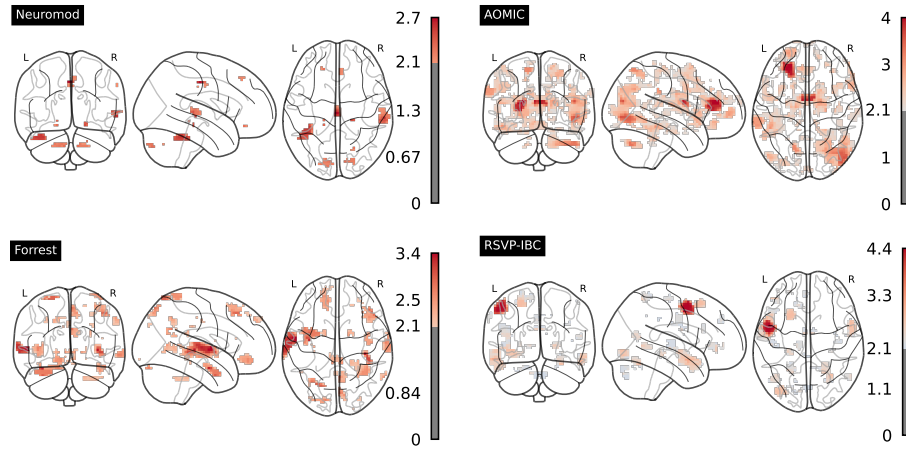 Neuromod
L R L R
2.7
2.1
1.3
0.67
0
AOMIC
L R L R
4
3
2.1
1
0
Forrest
L R L R
3.4
2.5
2.1
0.84
0
RSVP-IBC
L R L R
4.4
3.3
2.1
1.1
0